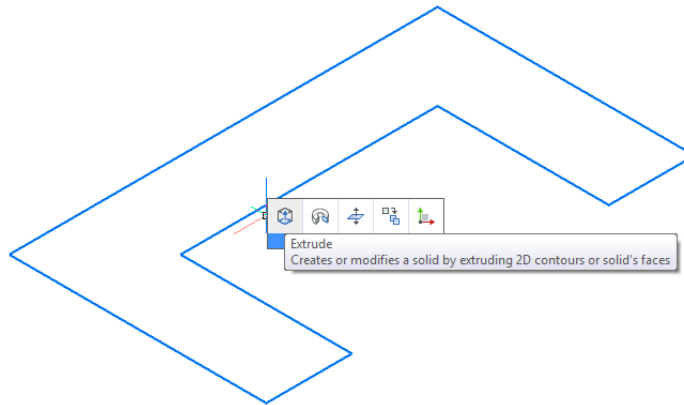 Extrude
Creates or modifies a solid by extruding 2D contours or solid's faces